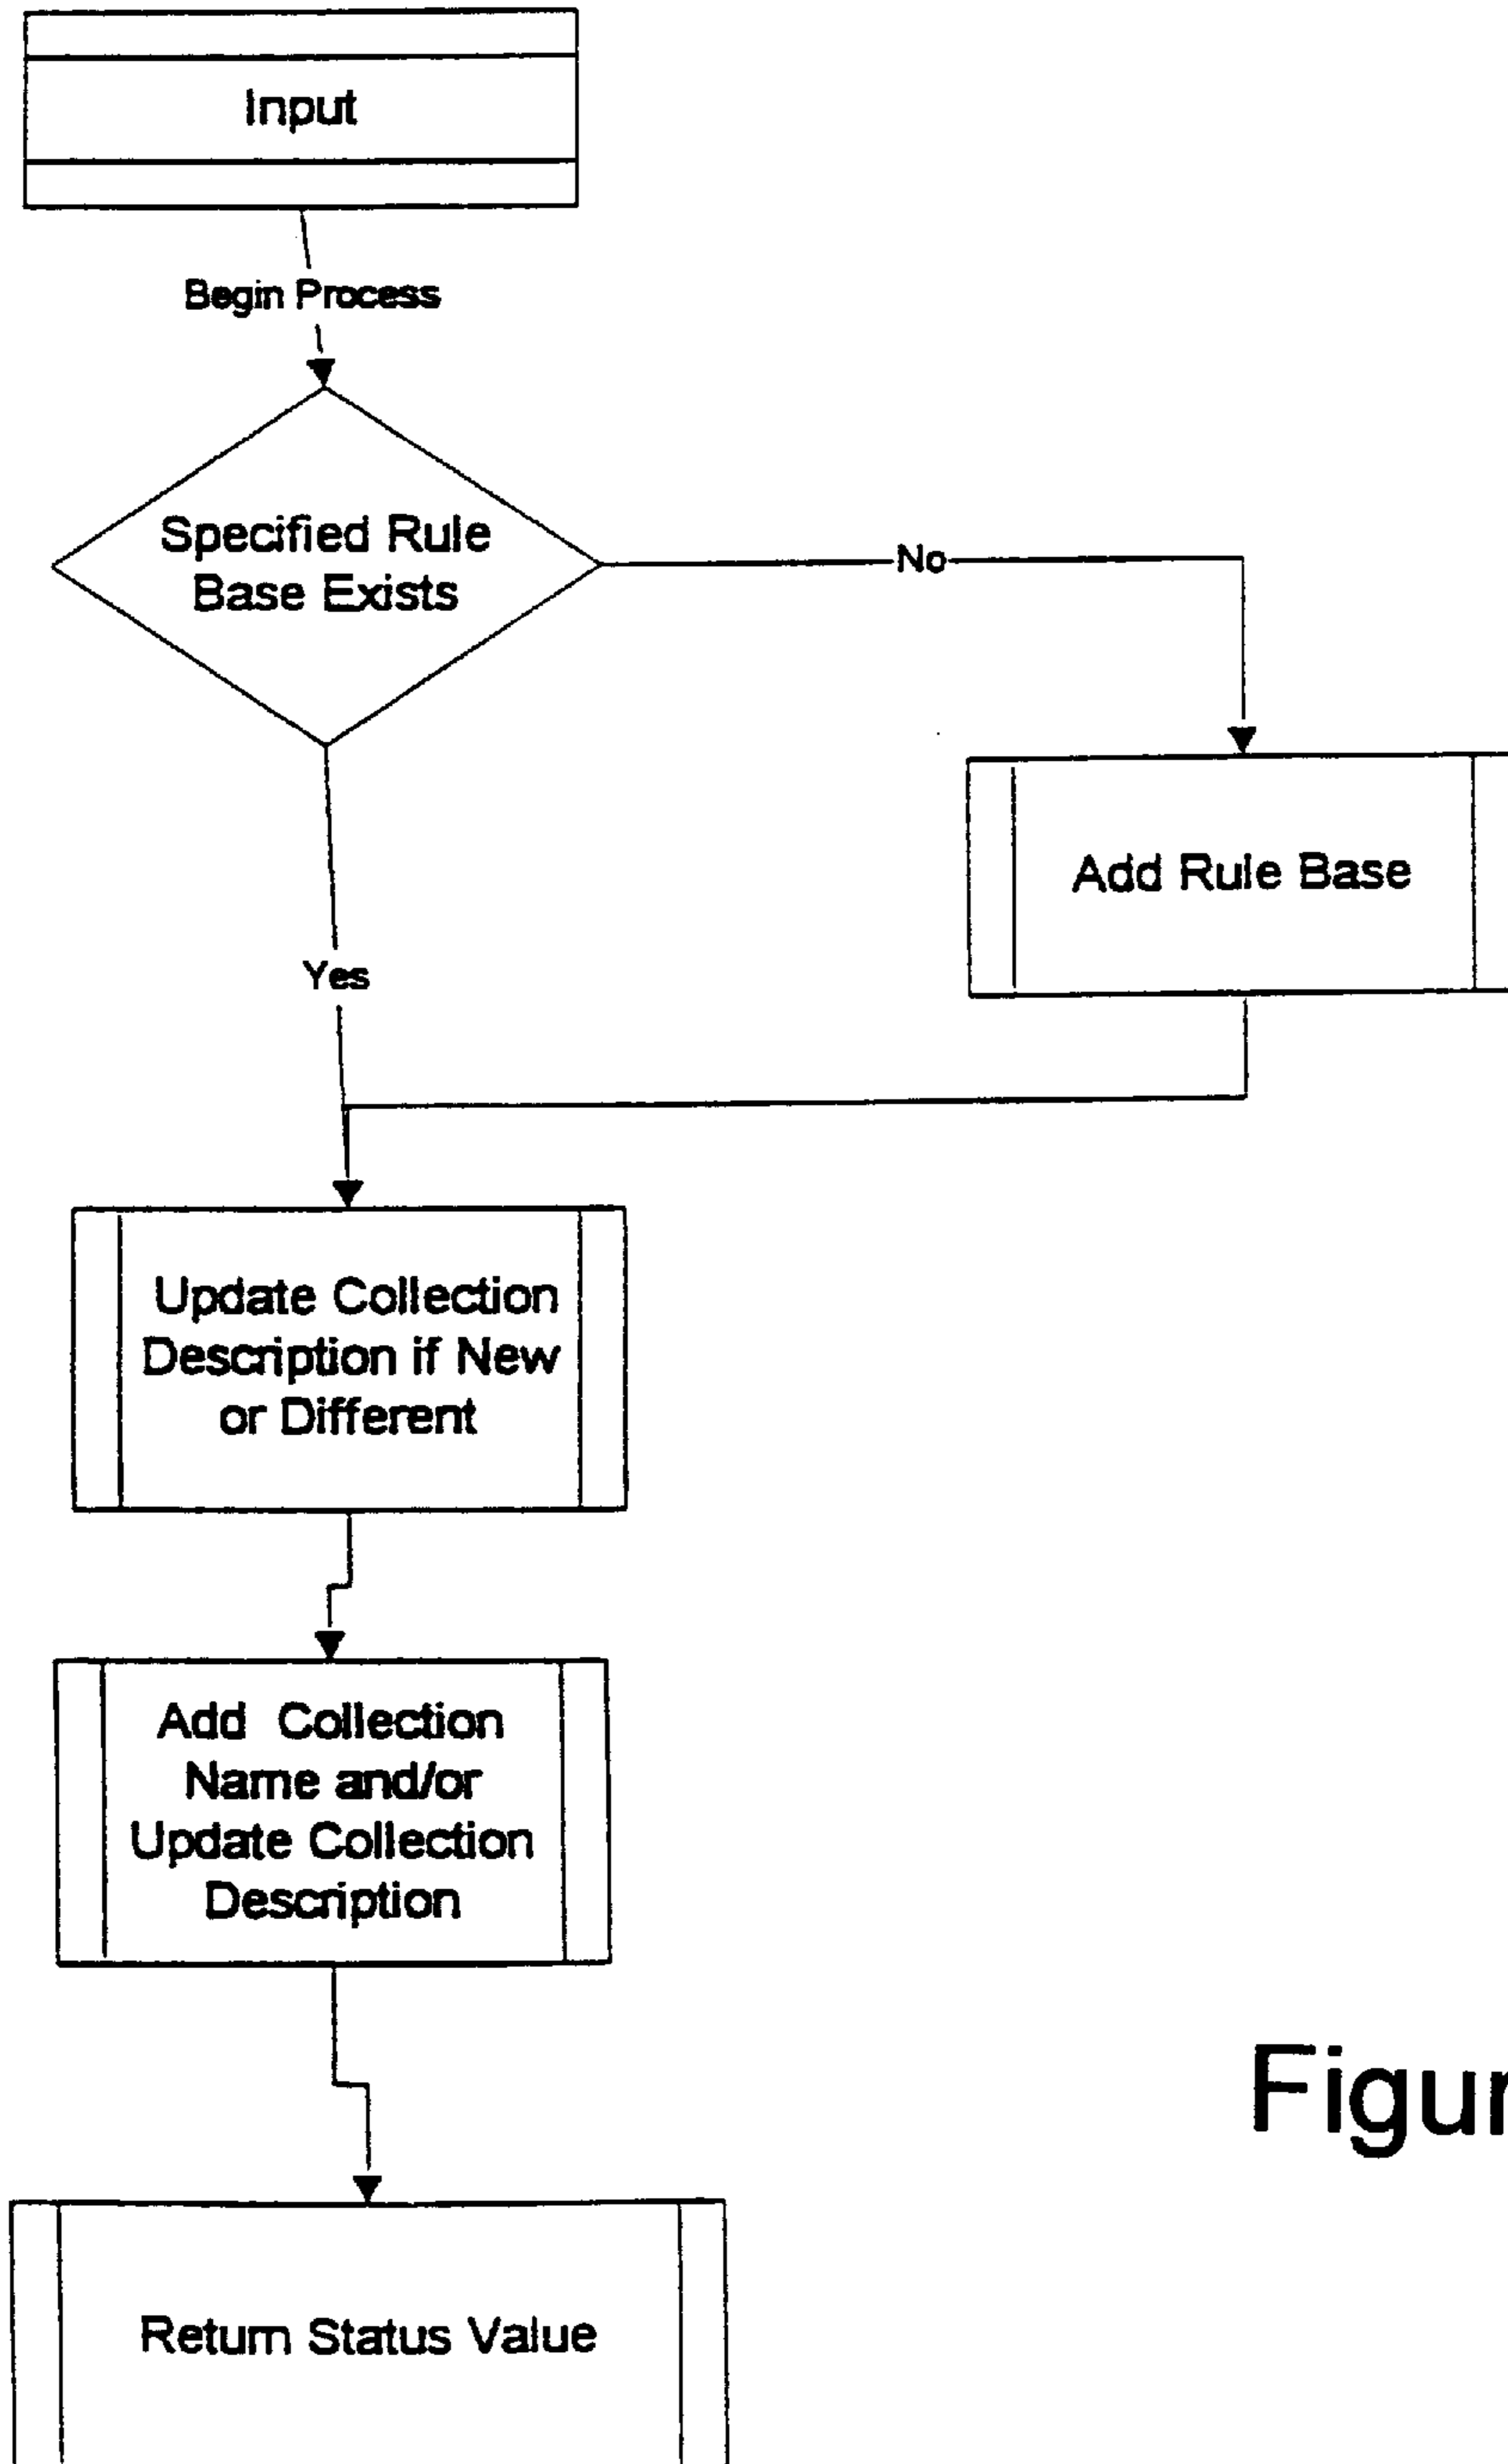 Input
Begin Process
Specified Rule
Base Exists
No
Add Rule Base
Yes
Update Collection
Description if New
or Different
Add Collection
Name and/or
Update Collection
Description
Return Status Value